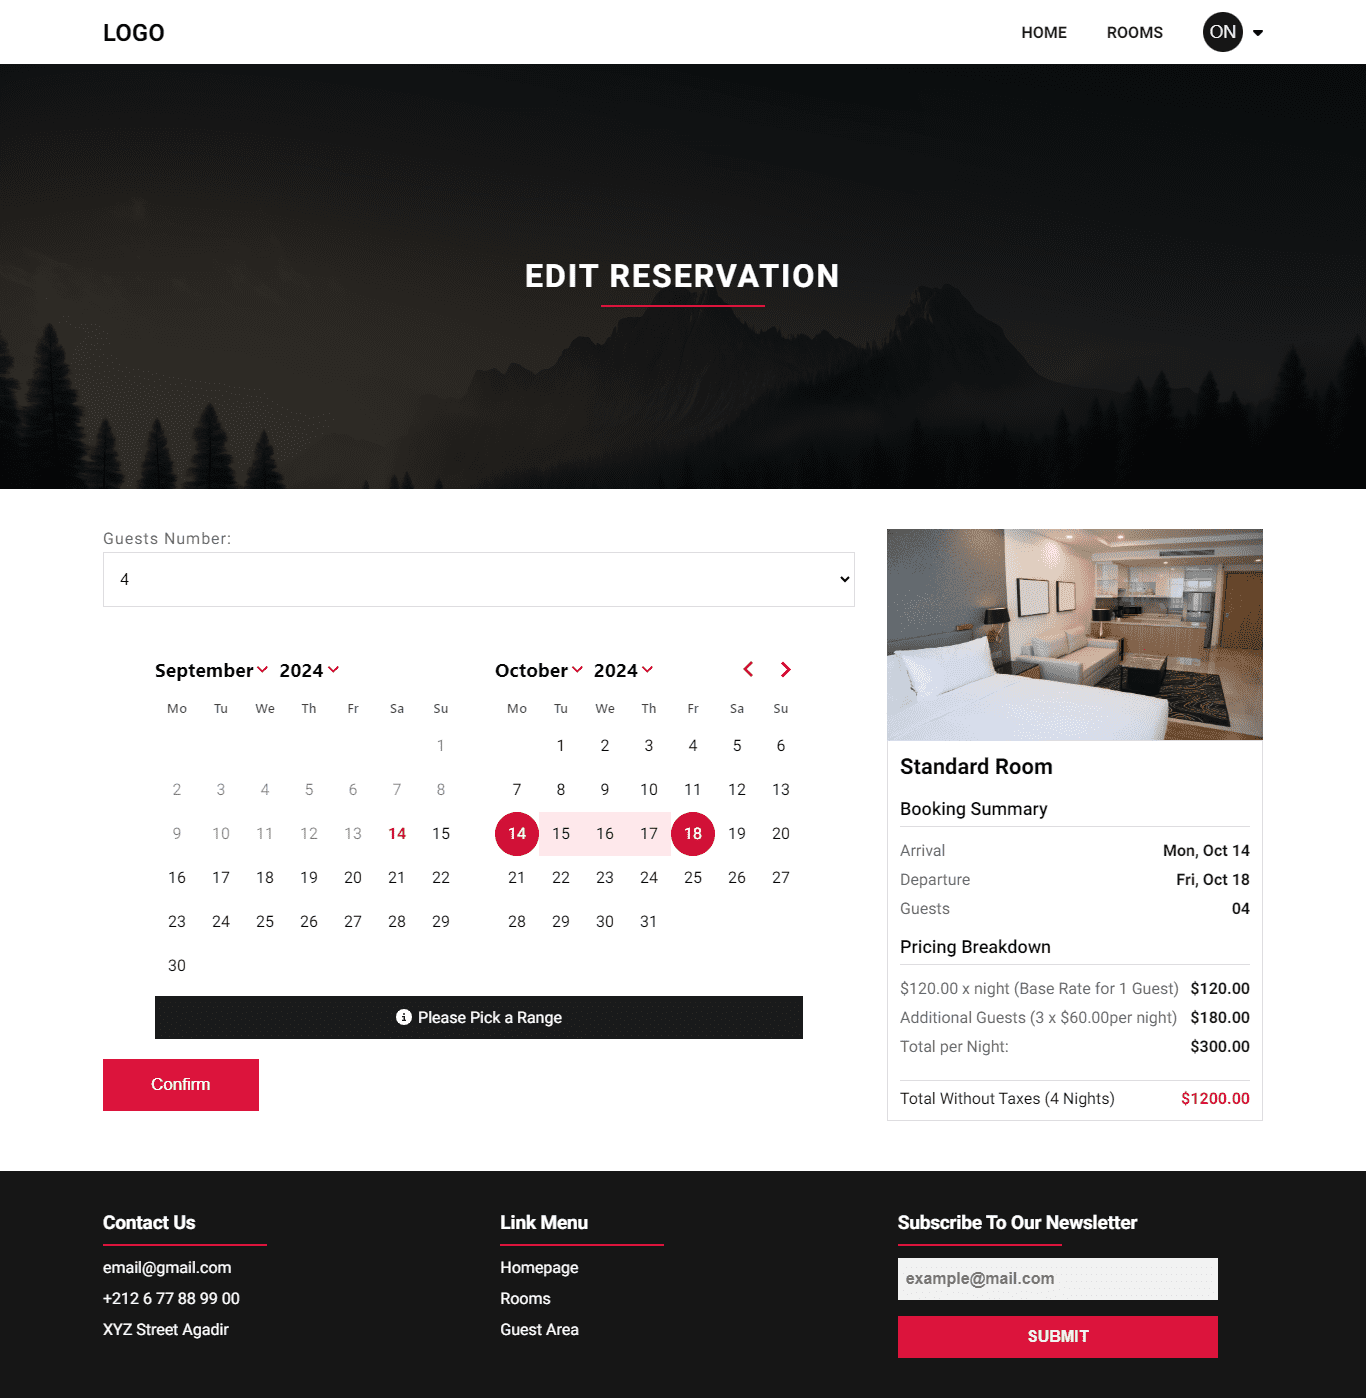 LOGO
HOME ROOMS ON
EDIT RESERVATION
Guests Number:
4
September 2024
Mo Tu We Th Fr Sa Su
1
2 3 4 5 6 7 8
9 10 11 12 13 14 15
16 17 18 19 20 21 22
23 24 25 26 27 28 29
30
October 2024
Mo Tu We Th Fr Sa Su
1 2 3 4 5 6
7 8 9 10 11 12 13
14 15 16 17 18 19 20
21 22 23 24 25 26 27
28 29 30 31
Please Pick a Range
Confirm
Standard Room
Booking Summary
Arrival Mon, Oct 14
Departure Fri, Oct 18
Guests 04
Pricing Breakdown
$120.00 x night (Base Rate for 1 Guest) $120.00
Additional Guests (3 x $60.00per night) $180.00
Total per Night: $300.00
Total Without Taxes (4 Nights) $1200.00
Contact Us
email@gmail.com
+212 6 77 88 99 00
XYZ Street Agadir
Link Menu
Homepage
Rooms
Guest Area
Subscribe To Our Newsletter
example@mail.com
SUBMIT